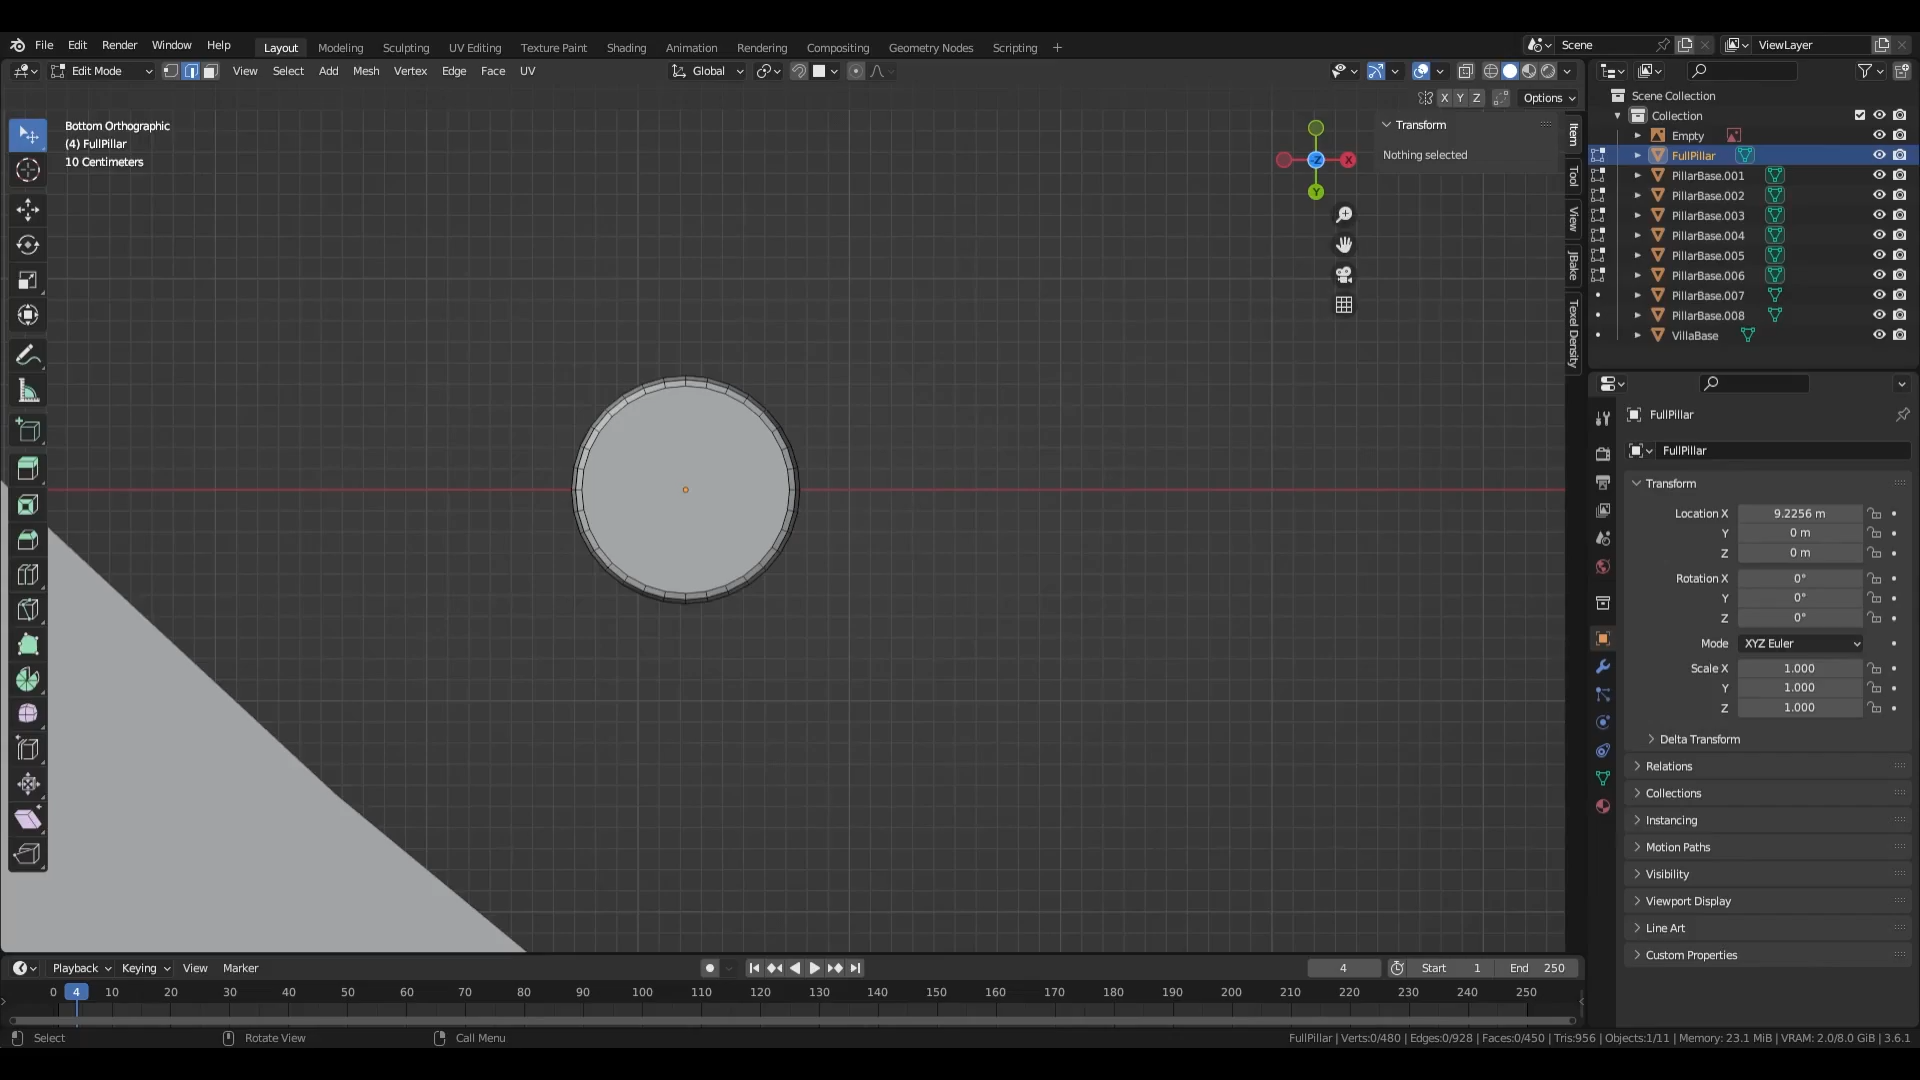 File Edit Render Window Help Layout Modeling Sculpting UV Editing Texture Paint Shading Animation Rendering Compositing Geometry Nodes Scripting + Scene ViewLayer
Edit Mode View Select Add Mesh Vertex Edge Face UV Global
X Y Z Options
Bottom Orthographic
(4) FullPillar
10 Centimeters
Z X Y
Transform
Nothing selected
Item
Tool
View
JBake
Texel Density
Scene Collection
Collection
Empty
FullPillar
PillarBase.001
PillarBase.002
PillarBase.003
PillarBase.004
PillarBase.005
PillarBase.006
PillarBase.007
PillarBase.008
VillaBase
FullPillar
FullPillar
Transform
Location X 9.2256 m
Y 0 m
Z 0 m
Rotation X 0°
Y 0°
Z 0°
Mode XYZ Euler
Scale X 1.000
Y 1.000
Z 1.000
Delta Transform
Relations
Collections
Instancing
Motion Paths
Visibility
Viewport Display
Line Art
Custom Properties
Playback Keying View Marker 4 Start 1 End 250
0 4 10 20 30 40 50 60 70 80 90 100 110 120 130 140 150 160 170 180 190 200 210 220 230 240 250
Select Rotate View Call Menu FullPillar | Verts:0/480 | Edges:0/928 | Faces:0/450 | Tris:956 | Objects:1/11 | Memory: 23.1 MiB | VRAM: 2.0/8.0 GiB | 3.6.1